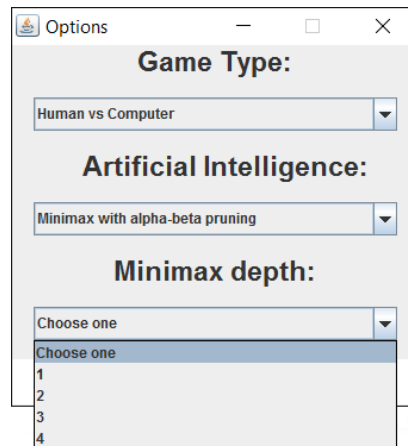 Options
Game Type:
Human vs Computer
Artificial Intelligence:
Minimax with alpha-beta pruning
Minimax depth:
Choose one
Choose one
1
2
3
4